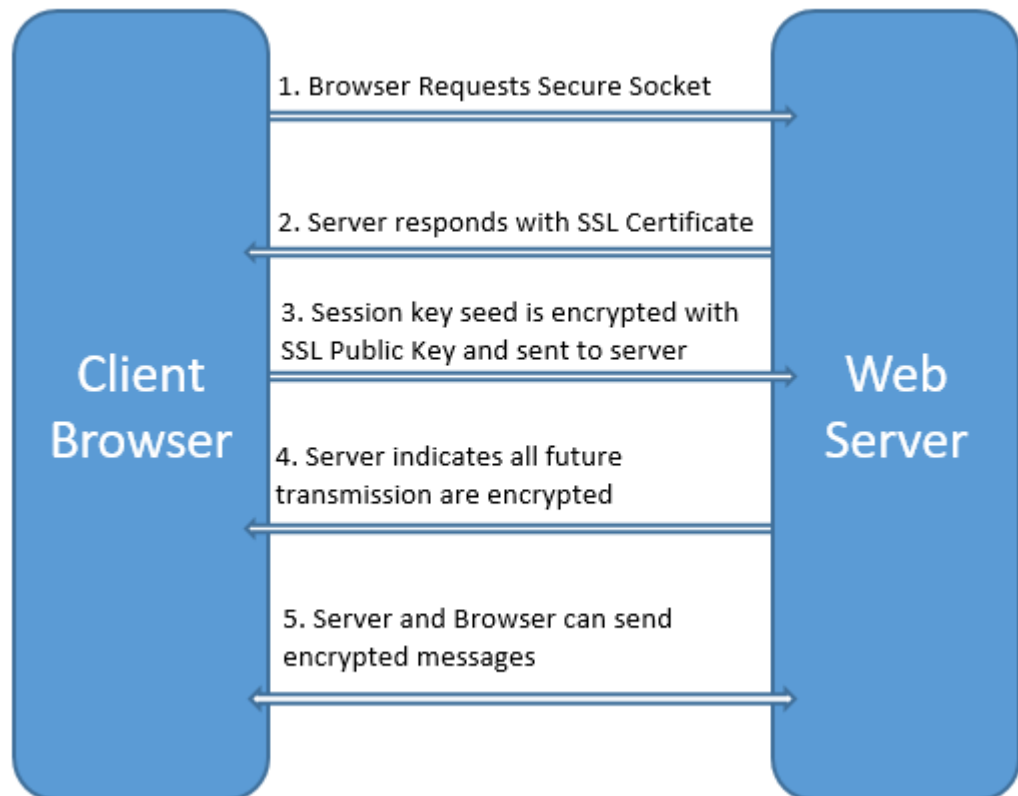 1. Browser Requests Secure Socket
2. Server responds with SSL Certificate
3. Session key seed is encrypted with
SSL Public Key and sent to server
Client
Browser
Web
Server
4. Server indicates all future
transmission are encrypted
5. Server and Browser can send
encrypted messages